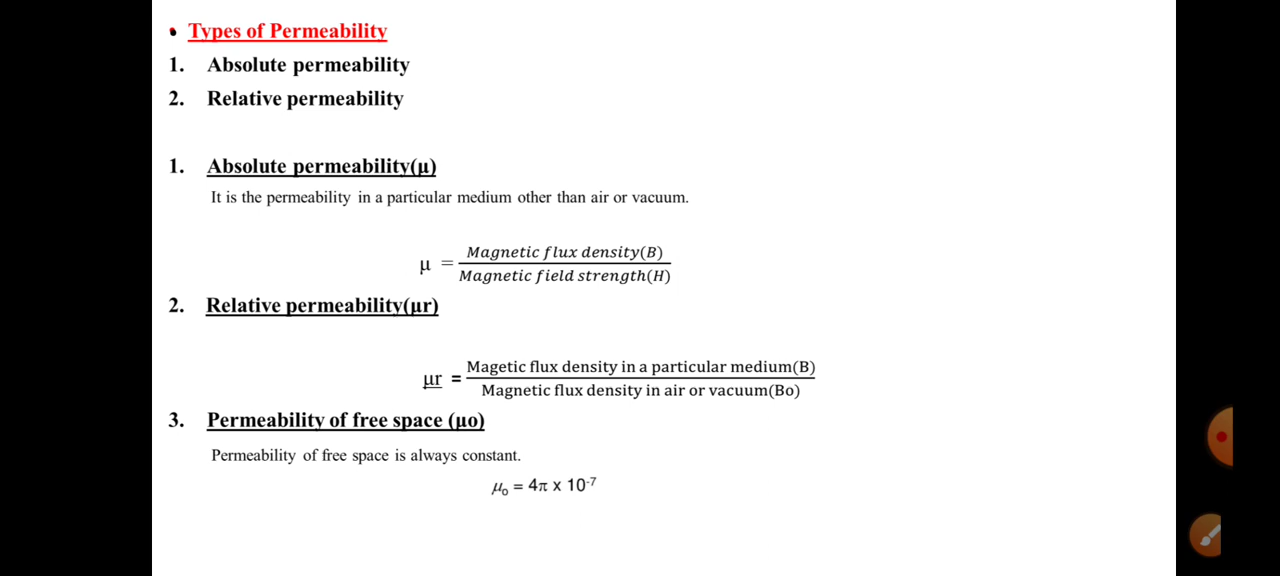 • Types of Permeability
1. Absolute permeability
2. Relative permeability
1. Absolute permeability(μ)
It is the permeability in a particular medium other than air or vacuum.
μ = Magnetic flux density(B) / Magnetic field strength(H)
2. Relative permeability(μr)
μr = Magetic flux density in a particular medium(B) / Magnetic flux density in air or vacuum(Bo)
3. Permeability of free space (μo)
Permeability of free space is always constant.
μo = 4π x 10-7